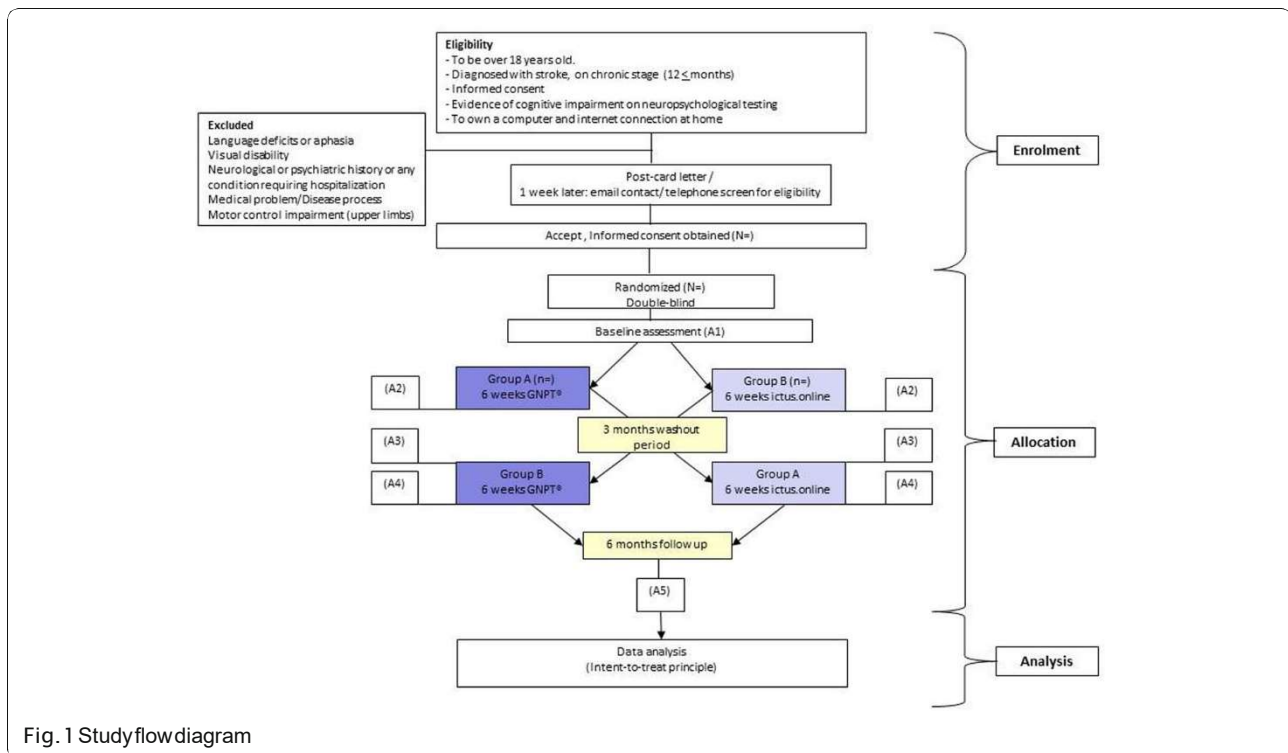 Eligibility
- To be over 18 years old.
- Diagnosed with stroke, on chronic stage (12 ≤ months)
- Informed consent
- Evidence of cognitive impairment on neuropsychological testing
- To own a computer and internet connection at home
Excluded
Language deficits or aphasia
Visual disability
Neurological or psychiatric history or any
condition requiring hospitalization
Medical problem/Disease process
Motor control impairment (upper limbs)
Enrolment
Post-card letter /
1 week later: email contact/ telephone screen for eligibility
Accept , Informed consent obtained (N=)
Randomized (N=)
Double-blind
Baseline assessment (A1)
(A2)
Group A (n=)
6 weeks GNPT®
Group B (n=)
6 weeks ictus.online
(A2)
3 months washout
period
(A3)
(A3)
Allocation
(A4)
Group B
6 weeks GNPT®
Group A
6 weeks ictus.online
(A4)
6 months follow up
(A5)
Data analysis
(Intent-to-treat principle)
Analysis
Fig. 1 Study flow diagram